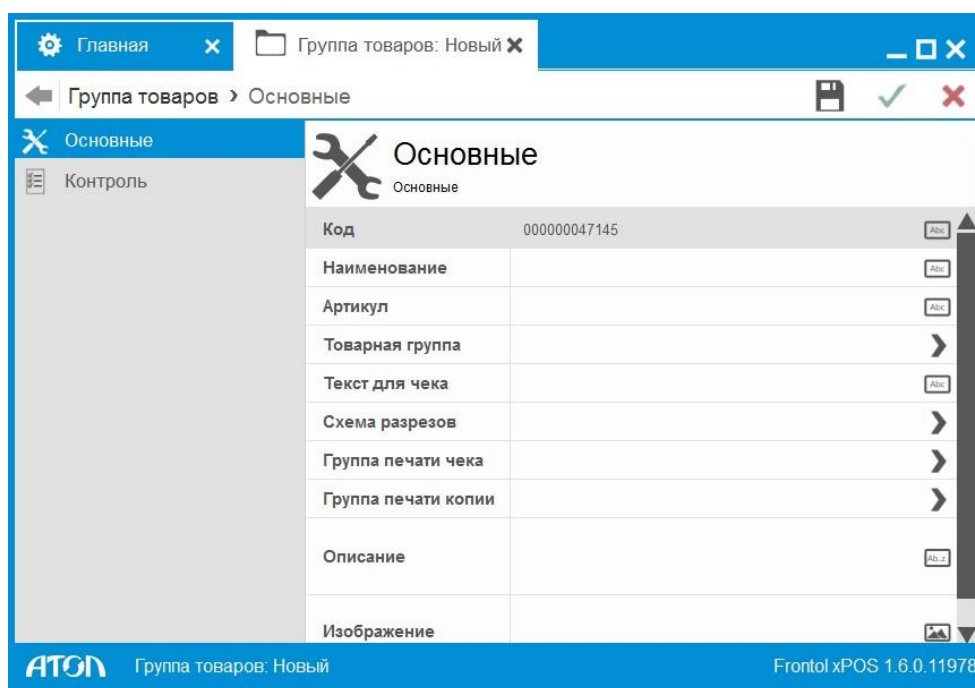 Главная
Группа товаров: Новый
Группа товаров › Основные
Основные
Контроль
Основные
Основные
Код 000000047145 Abc
Наименование Abc
Артикул Abc
Товарная группа
Текст для чека Abc
Схема разрезов
Группа печати чека
Группа печати копии
Описание Ab.z
Изображение
АТОЛ Группа товаров: Новый Frontol xPOS 1.6.0.11978